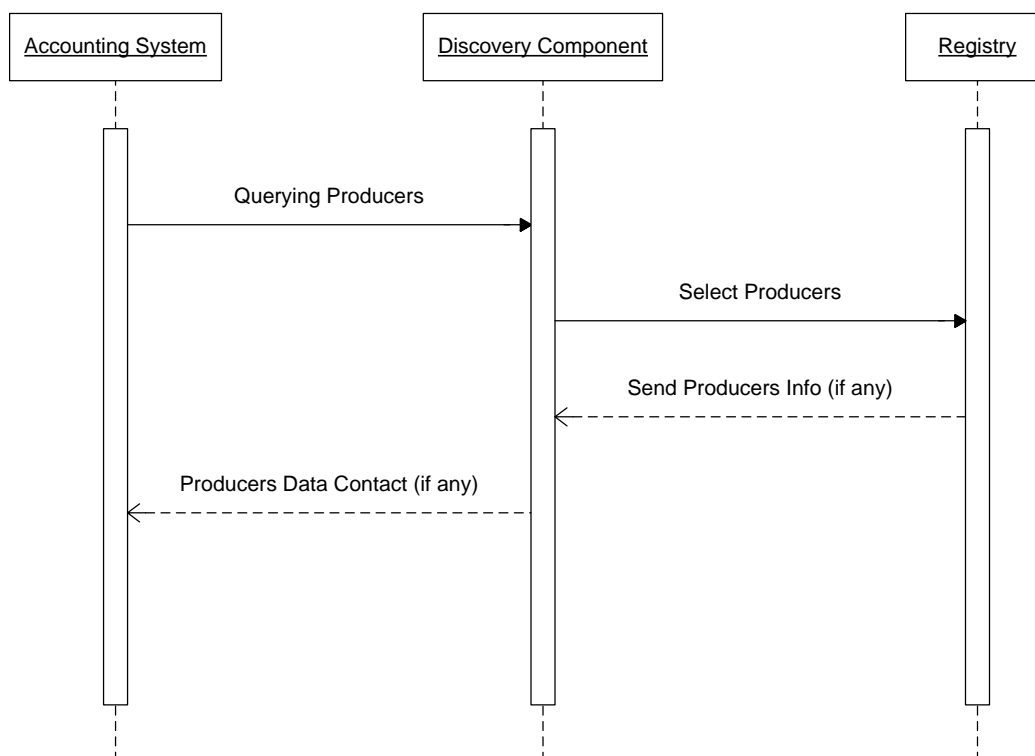 Accounting System
Discovery Component
Registry
Querying Producers
Select Producers
Send Producers Info (if any)
Producers Data Contact (if any)